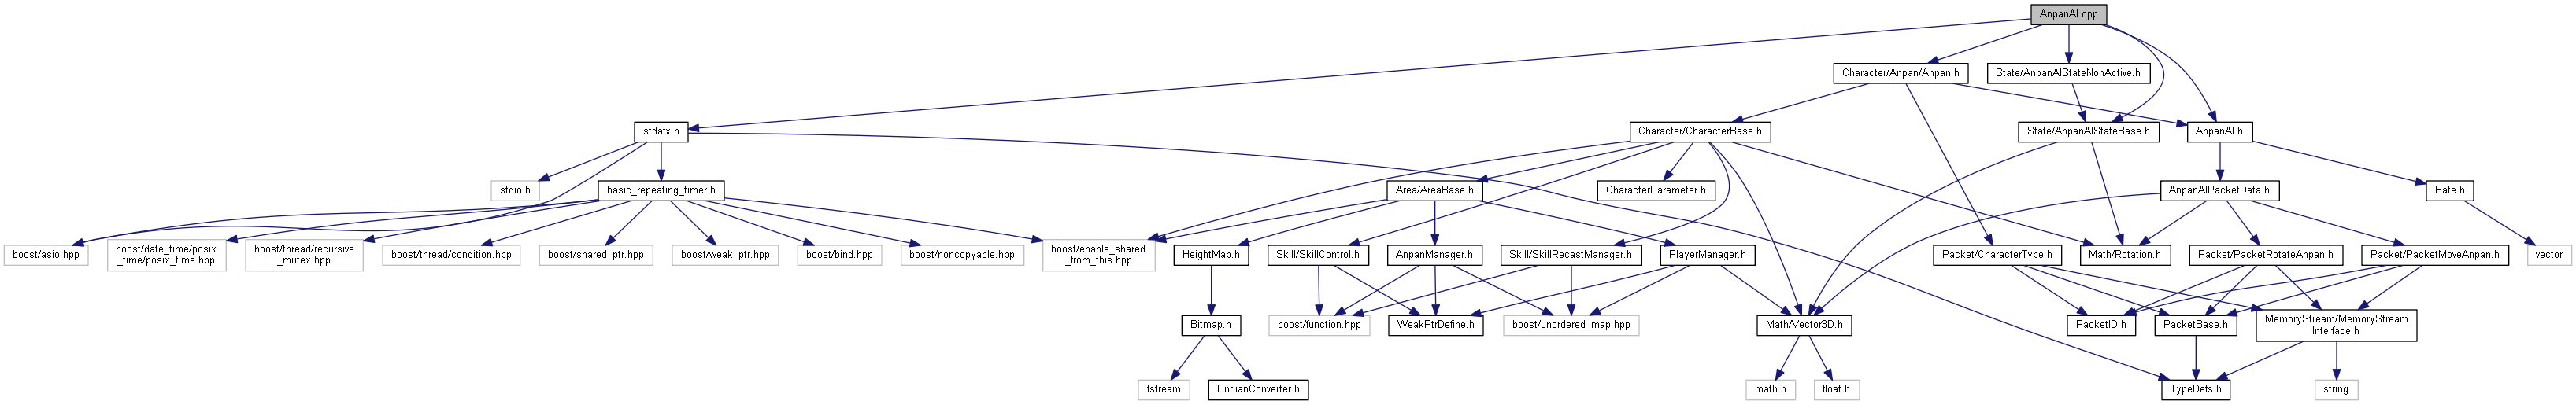 AnpanAI.cpp
Character/Anpan/Anpan.h
State/AnpanAIStateNonActive.h
stdafx.h
Character/CharacterBase.h
State/AnpanAIStateBase.h
AnpanAI.h
stdio.h
basic_repeating_timer.h
Area/AreaBase.h
CharacterParameter.h
AnpanAIPacketData.h
Hate.h
boost/asio.hpp
boost/date_time/posix
_time/posix_time.hpp
boost/thread/recursive
_mutex.hpp
boost/thread/condition.hpp
boost/shared_ptr.hpp
boost/weak_ptr.hpp
boost/bind.hpp
boost/noncopyable.hpp
boost/enable_shared
_from_this.hpp
HeightMap.h
Skill/SkillControl.h
AnpanManager.h
Skill/SkillRecastManager.h
PlayerManager.h
Packet/CharacterType.h
Math/Rotation.h
Packet/PacketRotateAnpan.h
Packet/PacketMoveAnpan.h
vector
Bitmap.h
boost/function.hpp
WeakPtrDefine.h
boost/unordered_map.hpp
Math/Vector3D.h
PacketID.h
PacketBase.h
MemoryStream/MemoryStream
Interface.h
fstream
EndianConverter.h
math.h
float.h
TypeDefs.h
string